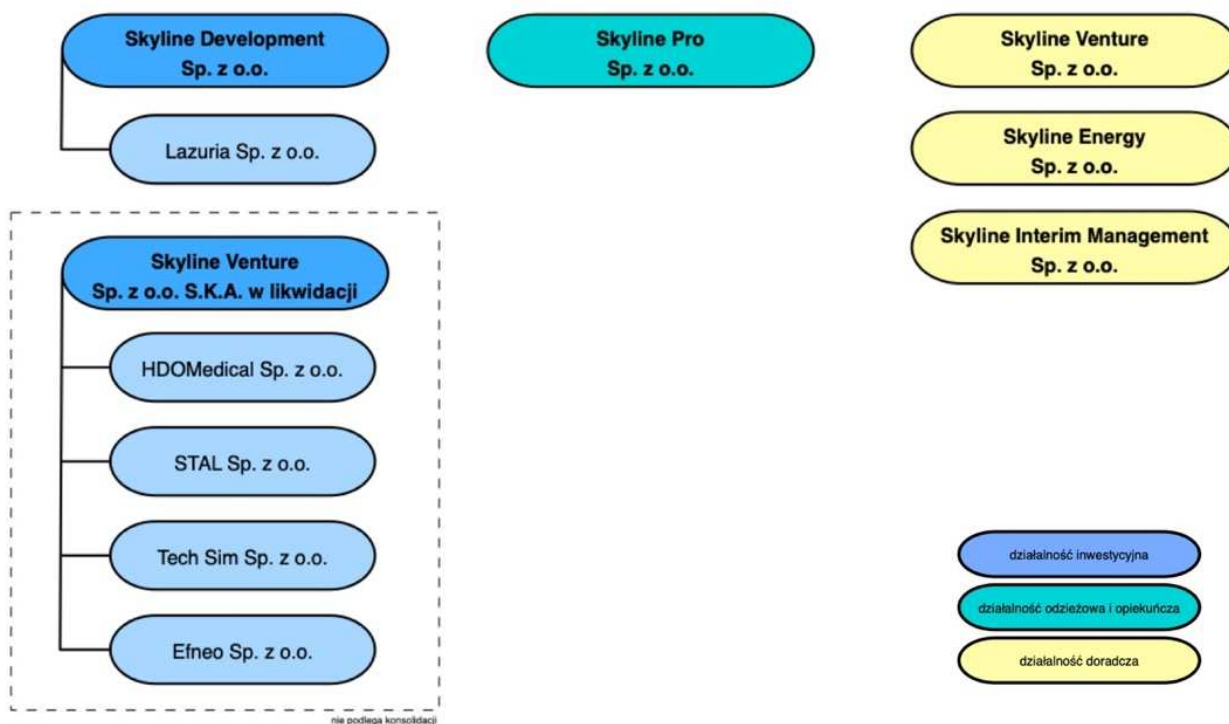 Skyline Development
Sp. z o.o.
Lazuria Sp. z o.o.
Skyline Venture
Sp. z o.o. S.K.A. w likwidacji
HDOMedical Sp. z o.o.
STAL Sp. z o.o.
Tech Sim Sp. z o.o.
Efneo Sp. z o.o.
nie podlega konsolidacji
Skyline Pro
Sp. z o.o.
Skyline Venture
Sp. z o.o.
Skyline Energy
Sp. z o.o.
Skyline Interim Management
Sp. z o.o.
działalność inwestycyjna
działalność odzieżowa i opiekuńcza
działalność doradcza